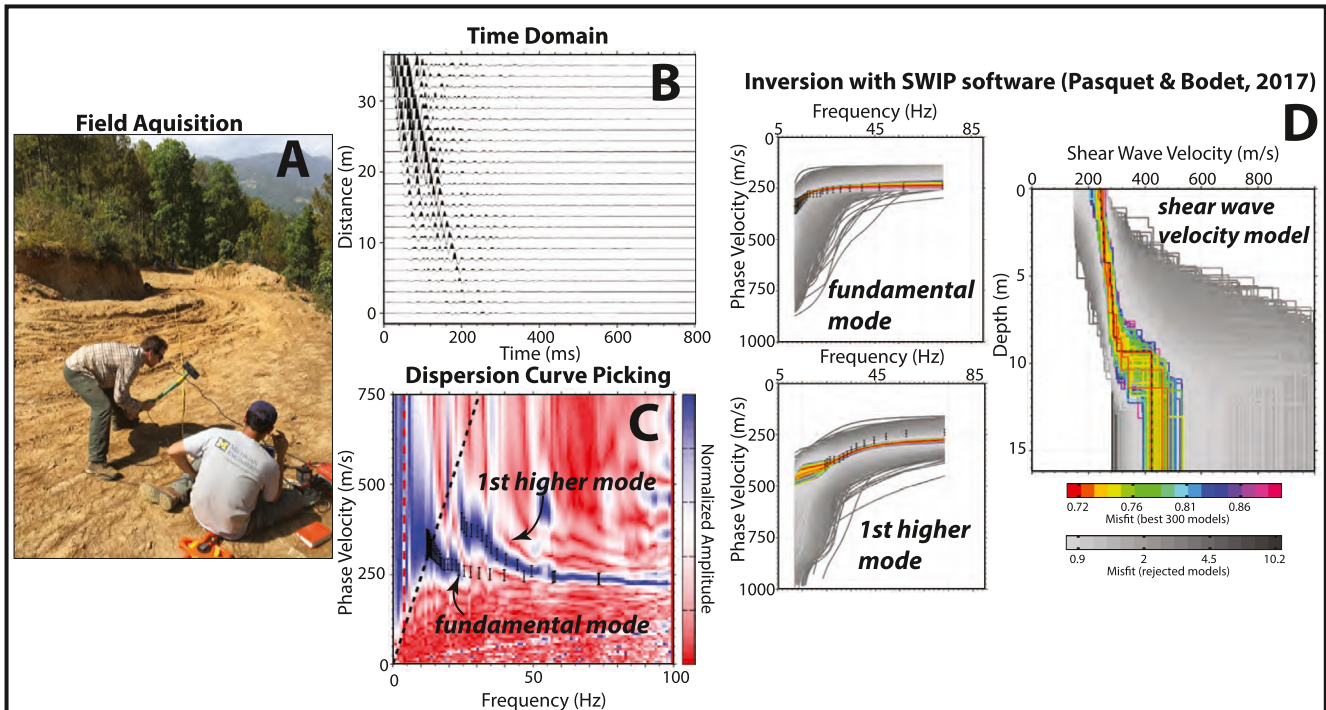 Field Aquisition
A
Time Domain
B
Distance (m)
30
20
10
0
0
200
400
600
800
Time (ms)
Dispersion Curve Picking
C
Phase Velocity (m/s)
750
500
250
0
1st higher mode
fundamental mode
0
50
100
Frequency (Hz)
Normalized Amplitude
Inversion with SWIP software (Pasquet & Bodet, 2017)
D
Frequency (Hz)
5
45
85
Phase Velocity (m/s)
0
250
500
750
1000
fundamental
mode
Frequency (Hz)
5
45
85
Phase Velocity (m/s)
0
250
500
750
1000
1st higher
mode
Shear Wave Velocity (m/s)
0
200
400
600
800
Depth (m)
0
5
10
15
shear wave
velocity model
0.72
0.76
0.81
0.86
Misfit (best 300 models)
0.9
2
4.5
10.2
Misfit (rejected models)